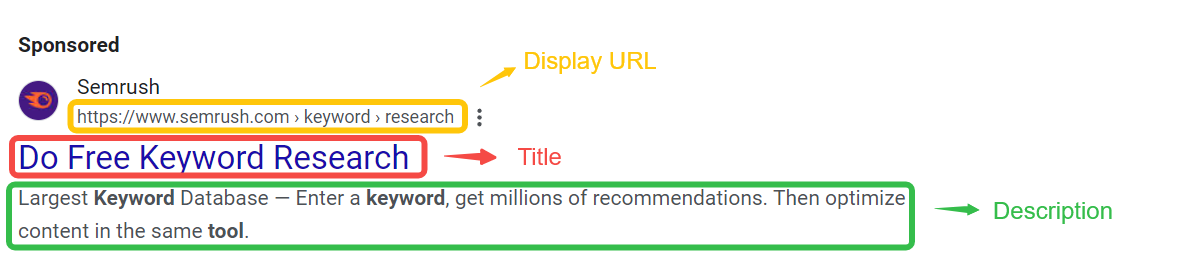 Sponsored
Display URL
Semrush
https://www.semrush.com › keyword › research
Do Free Keyword Research
Title
Largest Keyword Database — Enter a keyword, get millions of recommendations. Then optimize
content in the same tool.
Description